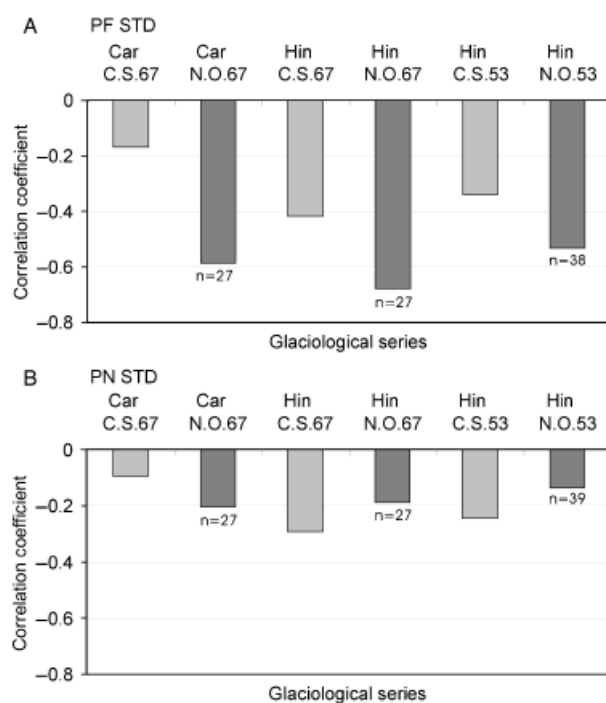 A PF STD
Car Car Hin Hin Hin Hin
C.S.67 N.O.67 C.S.67 N.O.67 C.S.53 N.O.53
0
–0.2
–0.4
–0.6
–0.8
Correlation coefficient
n=27
n=27
n–38
Glaciological series
B PN STD
Car Car Hin Hin Hin Hin
C.S.67 N.O.67 C.S.67 N.O.67 C.S.53 N.O.53
0
–0.2
–0.4
–0.6
–0.8
Correlation coefficient
n=27
n=27
n=39
Glaciological series